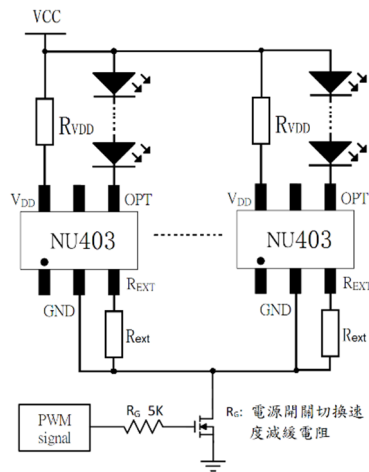 VCC
RVDD
RVDD
VDD
OPT
VDD
OPT
NU403
NU403
REXT
REXT
GND
GND
Rext
Rext
PWM
signal
RG 5K
RG: 電源開關切換速
度減緩電阻